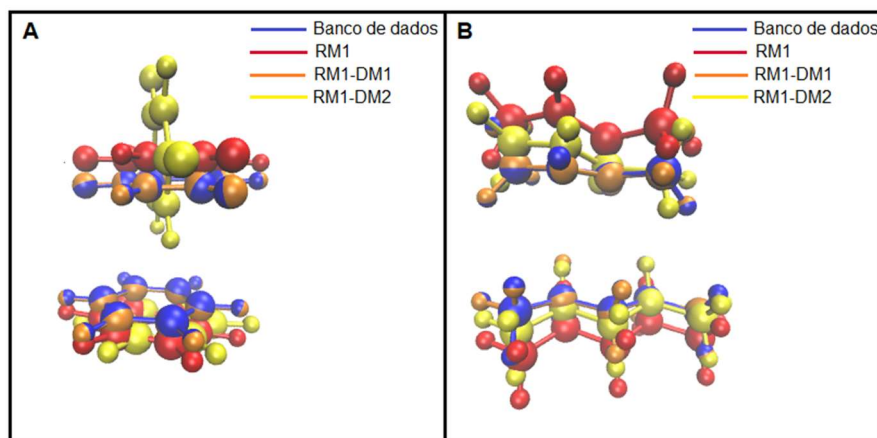 A
Banco de dados
RM1
RM1-DM1
RM1-DM2
B
Banco de dados
RM1
RM1-DM1
RM1-DM2